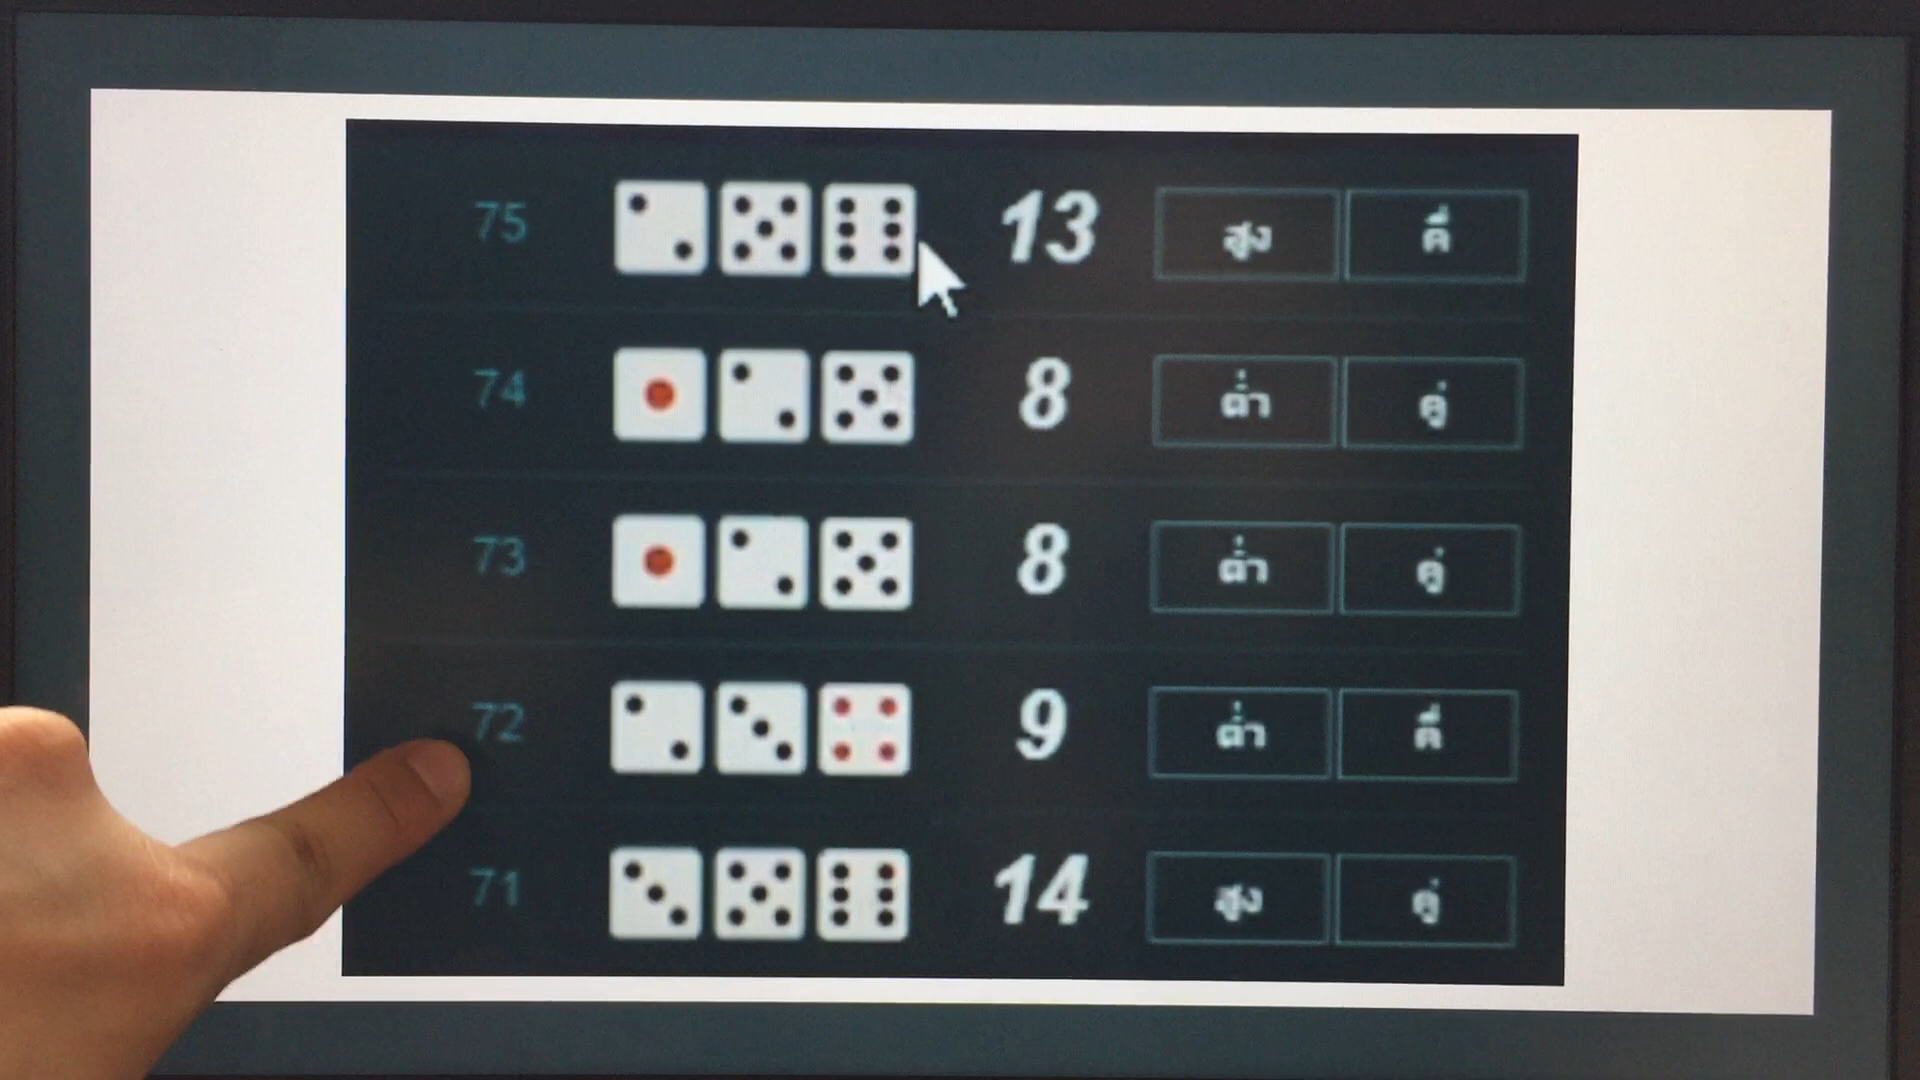 75 13 สูง คี่
74 8 ต่ำ คู่
73 8 ต่ำ คู่
72 9 ต่ำ คี่
71 14 สูง คู่